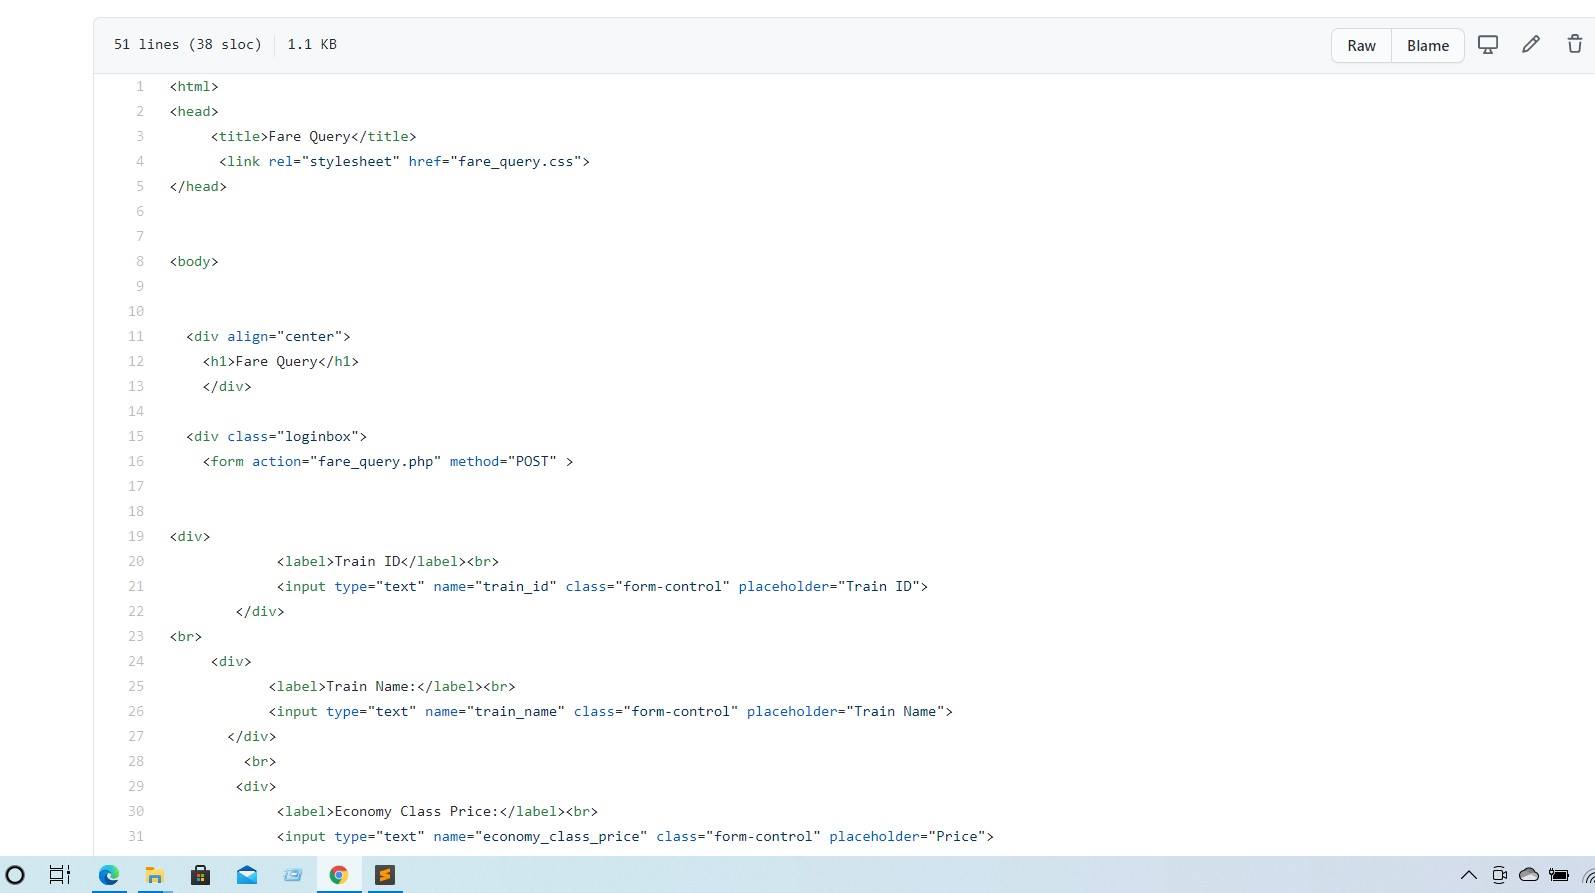 51 lines (38 sloc) 1.1 KB Raw Blame
1 <html>
2 <head>
3 <title>Fare Query</title>
4 <link rel="stylesheet" href="fare_query.css">
5 </head>
6
7
8 <body>
9
10
11 <div align="center">
12 <h1>Fare Query</h1>
13 </div>
14
15 <div class="loginbox">
16 <form action="fare_query.php" method="POST" >
17
18
19 <div>
20 <label>Train ID</label><br>
21 <input type="text" name="train_id" class="form-control" placeholder="Train ID">
22 </div>
23 <br>
24 <div>
25 <label>Train Name:</label><br>
26 <input type="text" name="train_name" class="form-control" placeholder="Train Name">
27 </div>
28 <br>
29 <div>
30 <label>Economy Class Price:</label><br>
31 <input type="text" name="economy_class_price" class="form-control" placeholder="Price">